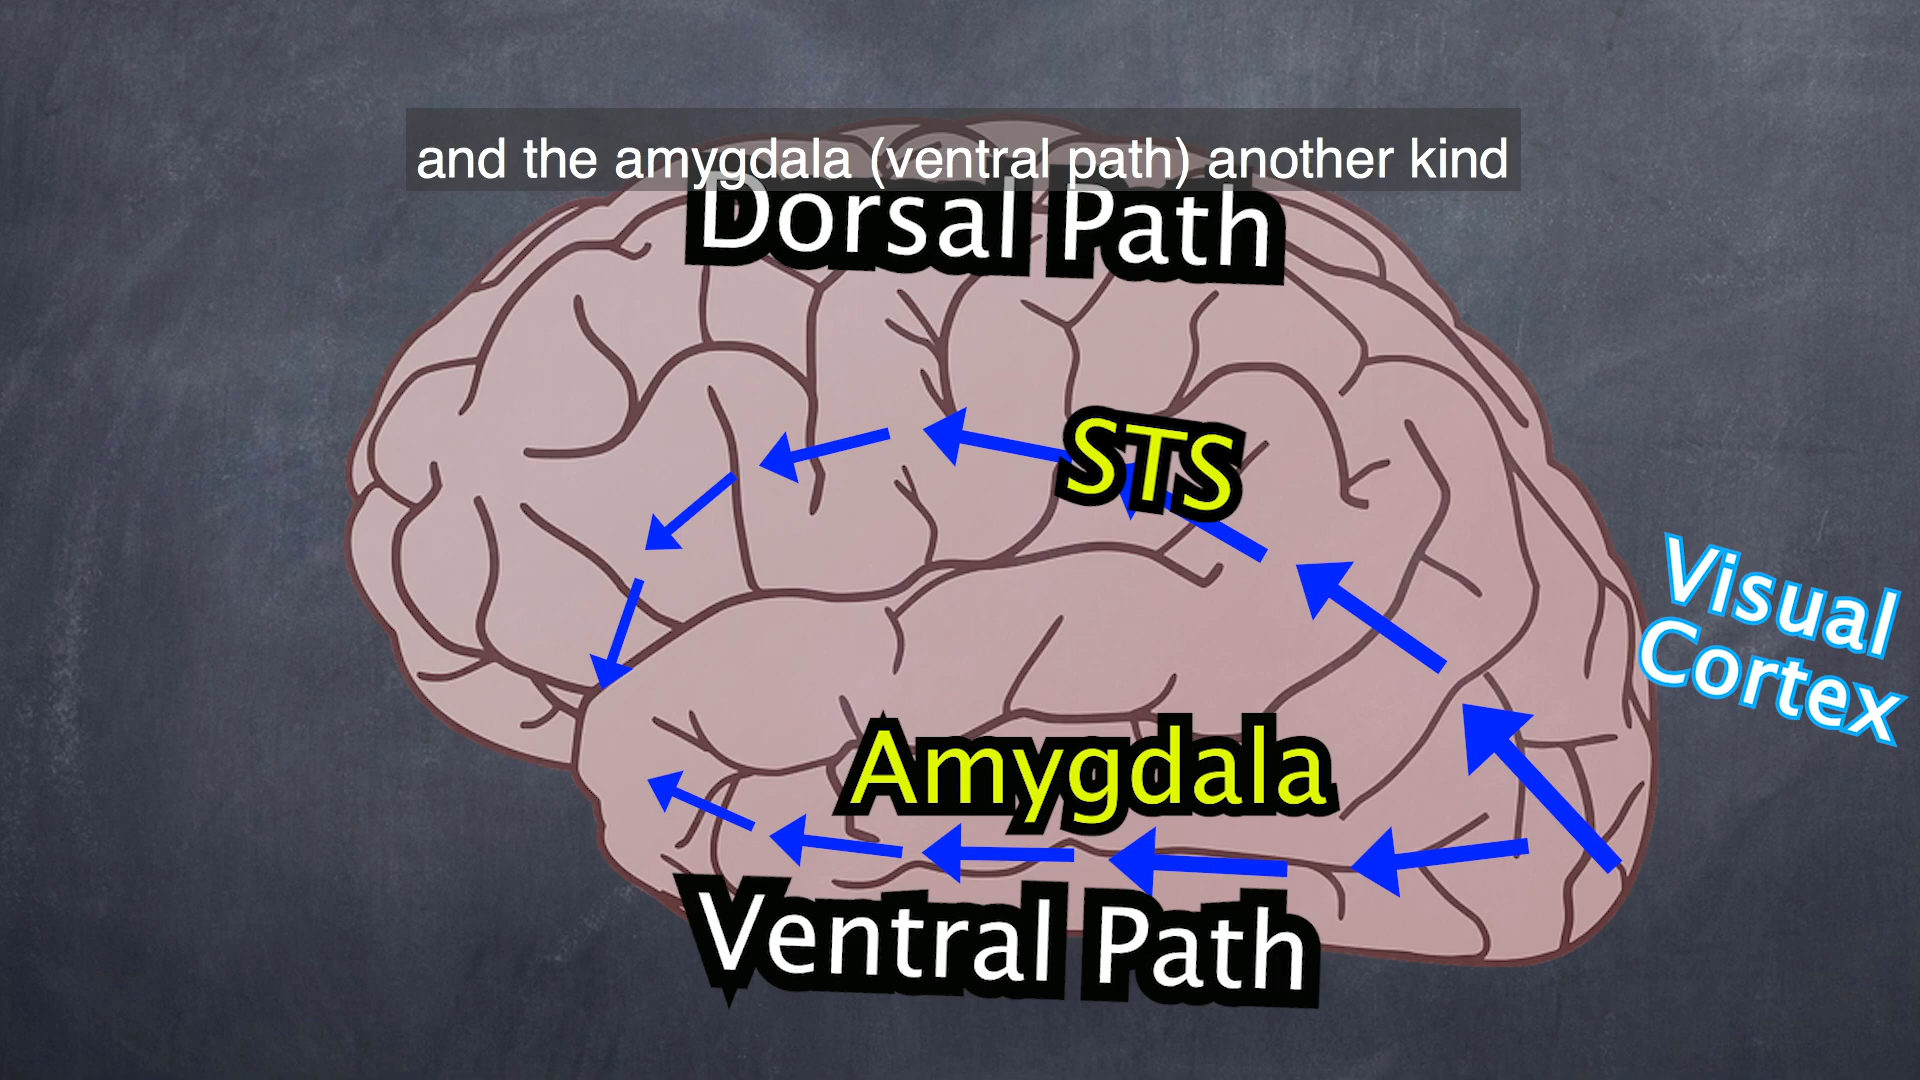 and the amygdala (ventral path) another kind
Dorsal Path
STS
Visual
Cortex
Amygdala
Ventral Path